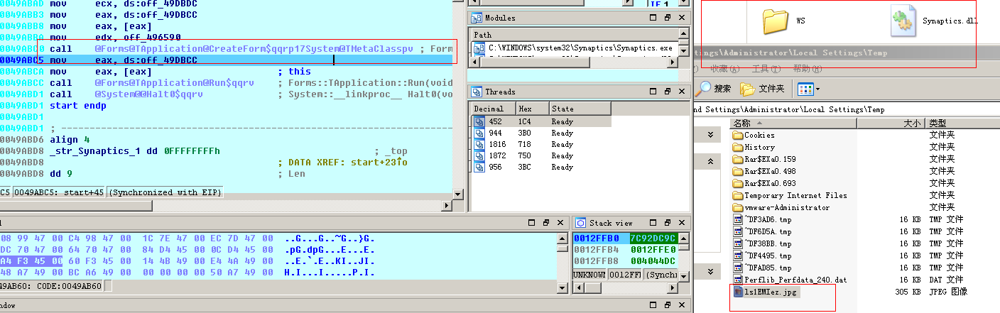 0049ABAD mov     ecx, ds:off_49DBDC
0049ABB3 mov     eax, ds:off_49DBCC
0049ABB8 mov     eax, [eax]
0049ABBA mov     edx, off_496590
0049ABC0 call    @Forms@TApplication@CreateForm$qqrp17System@TMetaClasspv ; Form
0049ABC5 mov     eax, ds:off_49DBCC
0049ABCA mov     eax, [eax]                      ; this
0049ABCC call    @Forms@TApplication@Run$qqrv    ; Forms::TApplication::Run(void
0049ABD1 call    @System@@Halt0$qqrv             ; System::__linkproc__ Halt0(vo
0049ABD1 start endp
0049ABD1
0049ABD1 ; ------------------------------------------------------------
0049ABD6 align 4
0049ABD8 _str_Synaptics_1 dd 0FFFFFFFFh          ; _top
0049ABD8                                         ; DATA XREF: start+23↑o
0049ABD8 dd 9                                    ; Len
C5 0049ABC5: start+45 (Synchronized with EIP)
08 99 47 00 C4 98 47 00  1C 7E 47 00 EC 7D 47 00  ..G...G..~G..}G.
DC 70 47 00 64 70 47 00  84 D4 45 00 0C D4 45 00  .pG.dpG...E...E.
A4 F3 45 00 60 F3 45 00  14 4B 49 00 E4 4A 49 00  ..E.`.E..KI..JI.
48 A7 49 00 BC A6 49 00  00 00 00 00 50 A7 49 00  H.I...I.....P.I.
49AB60: CODE:0049AB60
ndow
IE 1
Modules
Path
C:\WINDOWS\system32\Synaptics\Synaptics.exe
Threads
Decimal Hex State
452 1C4 Ready
944 3B0 Ready
1816 718 Ready
1872 750 Ready
956 3BC Ready
Stack view
0012FFB0 7C92DC9C
0012FFB4 0012FFE0
0012FFB8 004044DC
UNKNOWN 0012FF (Synchr
WS
Synaptics.dll
ttings\Administrator\Local Settings\Temp
收藏(A) 工具(T) 帮助(H)
搜索 文件夹
nd Settings\Administrator\Local Settings\Temp
名称 大小 类型
Cookies 文件夹
History 文件夹
Rar$EXa0.159 文件夹
Rar$EXa0.498 文件夹
Rar$EXa0.693 文件夹
Temporary Internet Files 文件夹
vmware-Administrator 文件夹
~DF3AD6.tmp 16 KB TMP 文件
~DF6D5A.tmp 16 KB TMP 文件
~DF38BB.tmp 16 KB TMP 文件
~DF4495.tmp 16 KB TMP 文件
~DFAD85.tmp 16 KB TMP 文件
Perflib_Perfdata_240.dat 16 KB DAT 文件
ls1EMIez.jpg 305 KB JPEG 图像